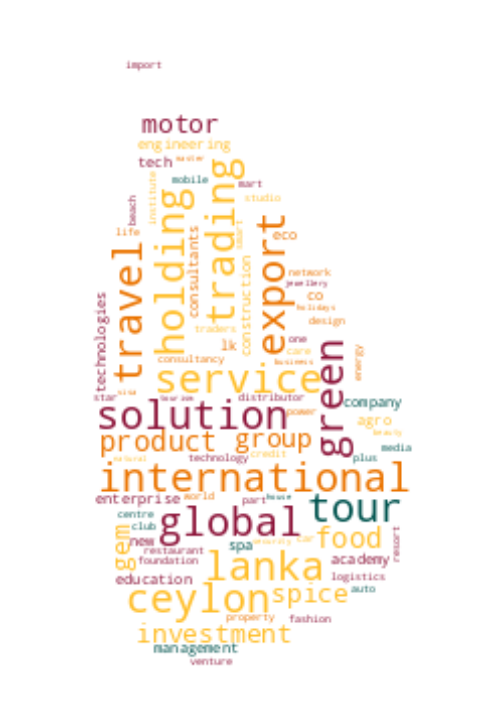 import
motor
engineering
tech
master
mobile
mart
institute
studio
beach
holding
trading
life
travel
consultants
smart
export
eco
construction
network
jewellery
co
holidays
technologies
traders
design
lk
one
consultancy
care
business
energy
green
service
star
visa
tourism
distributor
company
solution
power
agro
beauty
product
group
media
natural
technology
credit
plus
international
enterprise
world
part
house
tour
centre
club
global
gem
new
spa
security
car
food
resort
restaurant
foundation
academy
lanka
education
logistics
ceylon
spice
auto
property
fashion
investment
management
venture